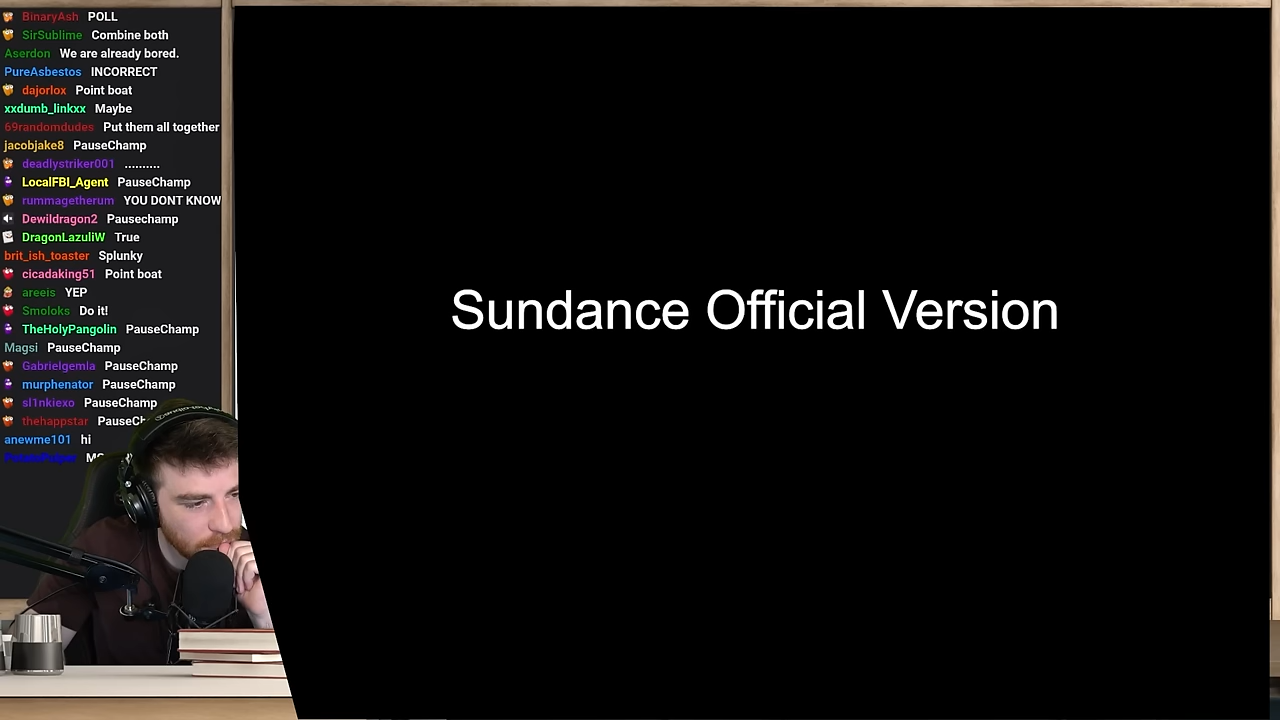 BinaryAsh POLL
SirSublime Combine both
Aserdon We are already bored.
PureAsbestos INCORRECT
dajorlox Point boat
xxdumb_linkxx Maybe
69randomdudes Put them all together
jacobjake8 PauseChamp
deadlystriker001 ..........
LocalFBI_Agent PauseChamp
rummagetherum YOU DONT KNOW
Dewildragon2 Pausechamp
DragonLazuliW True
brit_ish_toaster Splunky
cicadaking51 Point boat
areeis YEP
Smoloks Do it!
TheHolyPangolin PauseChamp
Magsi PauseChamp
Gabrielgemla PauseChamp
murphenator PauseChamp
sl1nkiexo PauseChamp
thehappstar PauseCh
anewme101 hi
Sundance Official Version